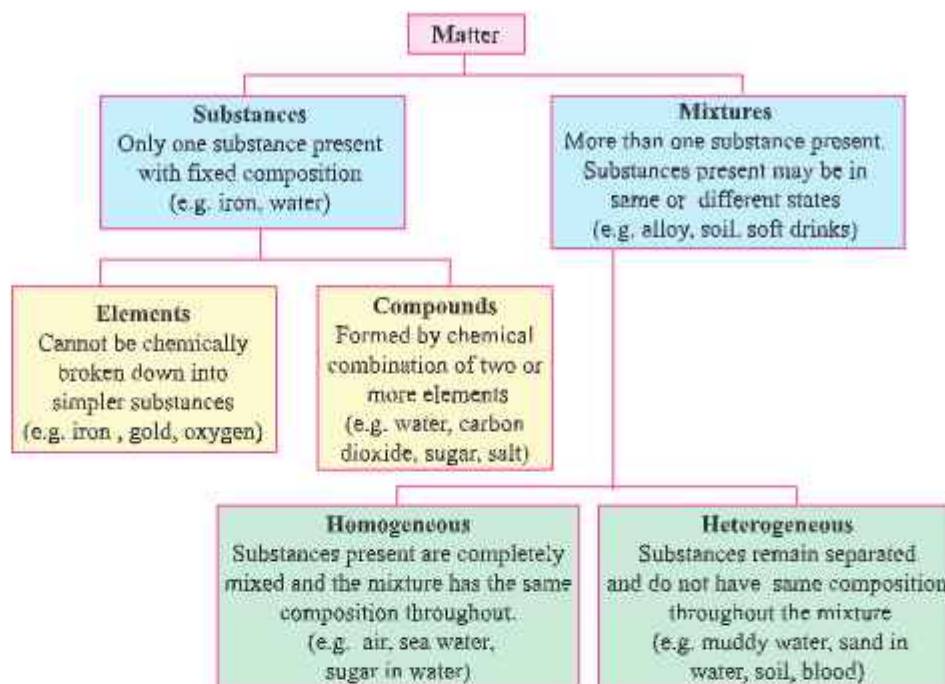 Matter
Substances
Only one substance present
with fixed composition
(e.g. iron, water)
Mixtures
More than one substance present.
Substances present may be in
same or different states
(e.g. alloy, soil, soft drinks)
Elements
Cannot be chemically
broken down into
simpler substances
(e.g. iron , gold, oxygen)
Compounds
Formed by chemical
combination of two or
more elements
(e.g. water, carbon
dioxide, sugar, salt)
Homogeneous
Substances present are completely
mixed and the mixture has the same
composition throughout.
(e.g. air, sea water,
sugar in water)
Heterogeneous
Substances remain separated
and do not have same composition
throughout the mixture
(e.g. muddy water, sand in
water, soil, blood)